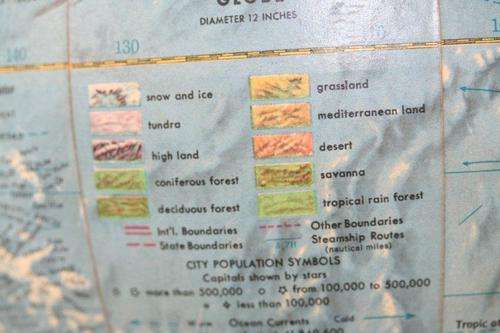 GLOBE
DIAMETER 12 INCHES
140
130
snow and ice
grassland
tundra
mediterranean land
high land
desert
coniferous forest
savanna
deciduous forest
tropical rain forest
Int'l. Boundaries
Other Boundaries
State Boundaries
Steamship Routes
(nautical miles)
CITY POPULATION SYMBOLS
Capitals shown by stars
more than 500,000
from 100,000 to 500,000
less than 100,000
Ocean Currents
Cold
Tropic of